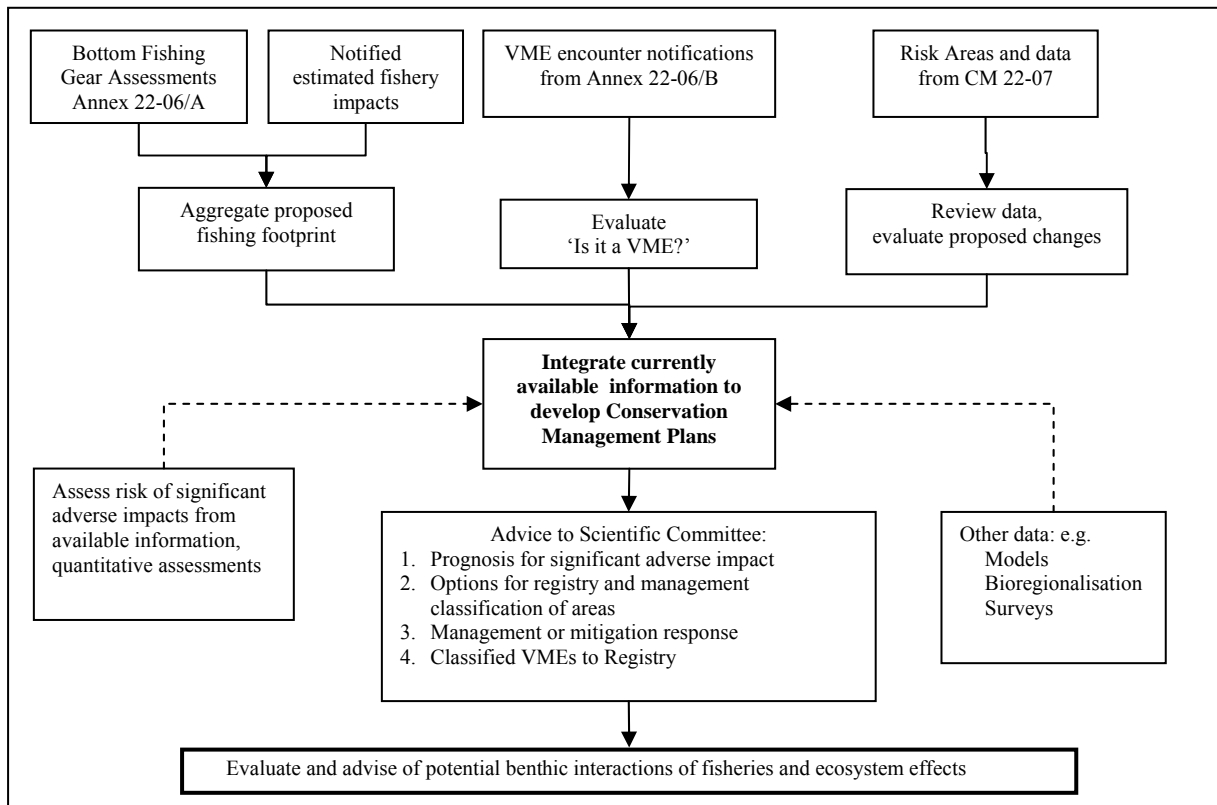 Bottom Fishing
Gear Assessments
Annex 22-06/A
Notified
estimated fishery
impacts
VME encounter notifications
from Annex 22-06/B
Risk Areas and data
from CM 22-07
Aggregate proposed
fishing footprint
Evaluate
‘Is it a VME?’
Review data,
evaluate proposed changes
Integrate currently
available information to
develop Conservation
Management Plans
Assess risk of significant
adverse impacts from
available information,
quantitative assessments
Advice to Scientific Committee:
1. Prognosis for significant adverse impact
2. Options for registry and management
classification of areas
3. Management or mitigation response
4. Classified VMEs to Registry
Other data: e.g.
Models
Bioregionalisation
Surveys
Evaluate and advise of potential benthic interactions of fisheries and ecosystem effects